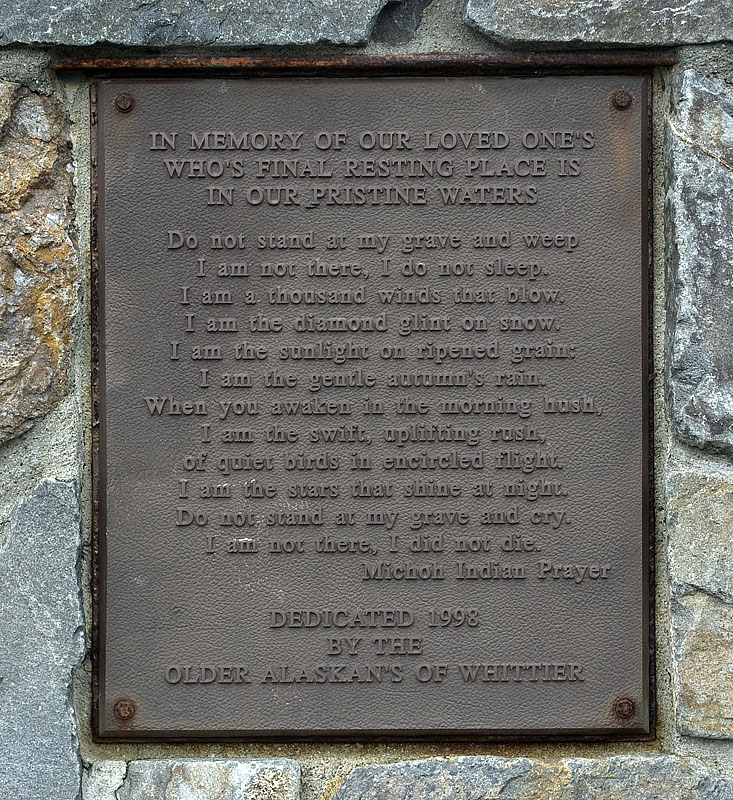 IN MEMORY OF OUR LOVED ONE'S
WHO'S FINAL RESTING PLACE IS
IN OUR PRISTINE WATERS
Do not stand at my grave and weep
I am not there, I do not sleep.
I am a thousand winds that blow.
I am the diamond glint on snow.
I am the sunlight on ripened grain:
I am the gentle autumn's rain.
When you awaken in the morning hush,
I am the swift, uplifting rush,
of quiet birds in encircled flight.
I am the stars that shine at night.
Do not stand at my grave and cry.
I am not there, I did not die.
Michoh Indian Prayer
DEDICATED 1998
BY THE
OLDER ALASKAN'S OF WHITTIER